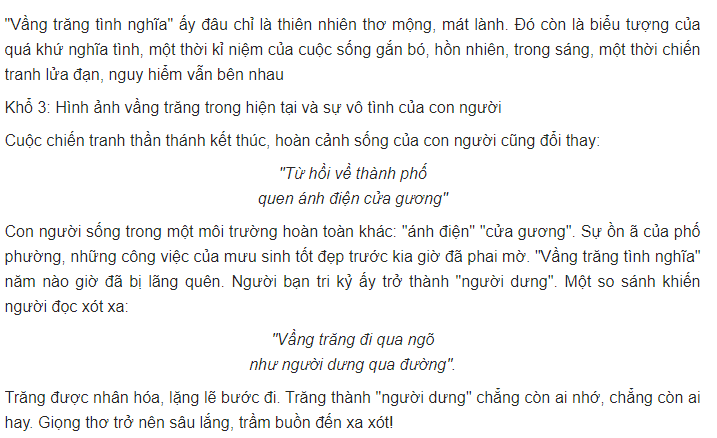 "Vầng trăng tình nghĩa" ấy đâu chỉ là thiên nhiên thơ mộng, mát lành. Đó còn là biểu tượng của
quá khứ nghĩa tình, một thời kỉ niệm của cuộc sống gắn bó, hồn nhiên, trong sáng, một thời chiến
tranh lửa đạn, nguy hiểm vẫn bên nhau
Khổ 3: Hình ảnh vầng trăng trong hiện tại và sự vô tình của con người
Cuộc chiến tranh thần thánh kết thúc, hoàn cảnh sống của con người cũng đổi thay:
"Từ hồi về thành phố
quen ánh điện cửa gương"
Con người sống trong một môi trường hoàn toàn khác: "ánh điện" "cửa gương". Sự ồn ã của phố
phường, những công việc của mưu sinh tốt đẹp trước kia giờ đã phai mờ. "Vầng trăng tình nghĩa"
năm nào giờ đã bị lãng quên. Người bạn tri kỷ ấy trở thành "người dưng". Một so sánh khiến
người đọc xót xa:
"Vầng trăng đi qua ngõ
như người dưng qua đường".
Trăng được nhân hóa, lặng lẽ bước đi. Trăng thành "người dưng" chẳng còn ai nhớ, chẳng còn ai
hay. Giọng thơ trở nên sâu lắng, trầm buồn đến xa xót!